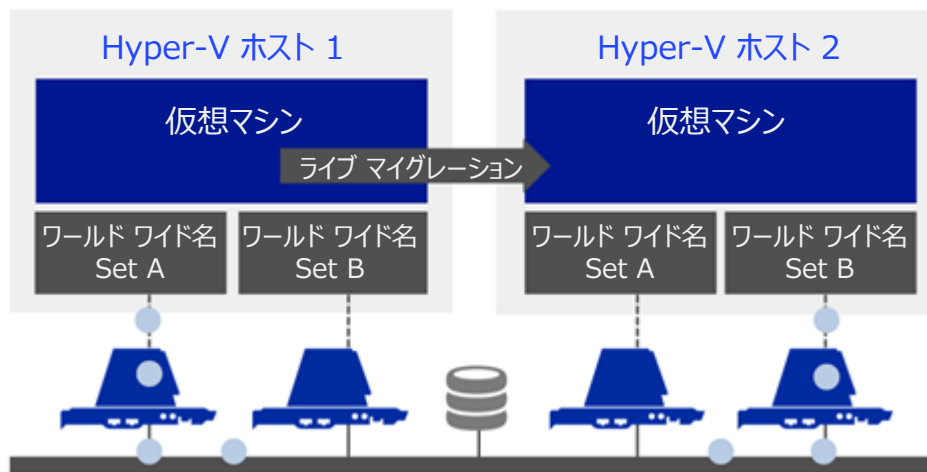 Hyper-V ホスト 1
Hyper-V ホスト 2
仮想マシン
仮想マシン
ライブ マイグレーション
ワールド ワイド名
Set A
ワールド ワイド名
Set B
ワールド ワイド名
Set A
ワールド ワイド名
Set B